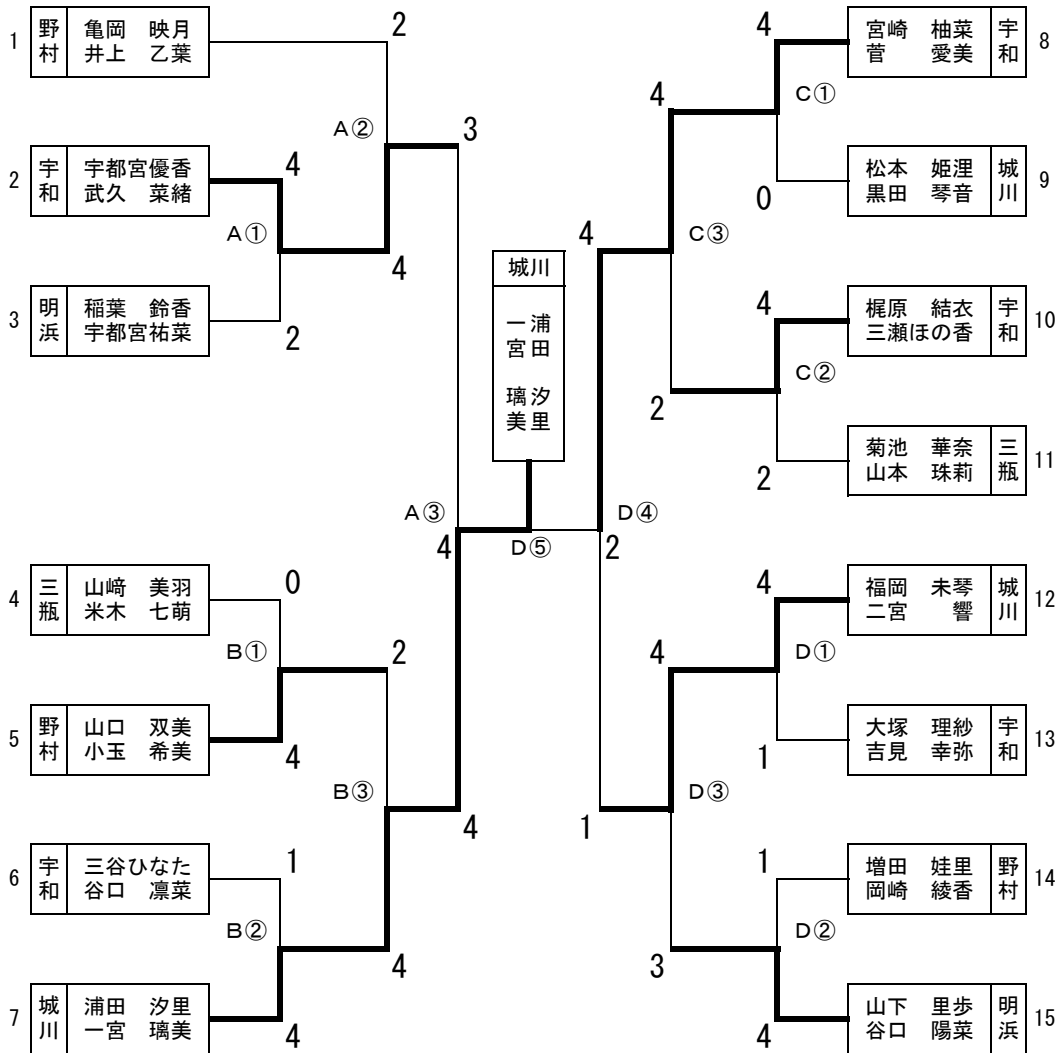 1 野村 亀岡 映月
井上 乙葉
2
A②
3
2 宇和 宇都宮優香
武久 菜緒
4
A①
4
3 明浜 稲葉 鈴香
宇都宮祐菜
2
4 三瓶 山﨑 美羽
米木 七萌
0
B①
2
5 野村 山口 双美
小玉 希美
4
B③
4
6 宇和 三谷ひなた
谷口 凛菜
1
B②
4
7 城川 浦田 汐里
一宮 璃美
4
A③
4
城川
浦田 汐里
一宮 璃美
D⑤
2
D④
4
1
4
宮崎 柚菜 宇和 8
菅 愛美
C①
4
松本 姫浬 城川 9
黒田 琴音
0
C③
4
梶原 結衣 宇和 10
三瀬ほの香
C②
2
菊池 華奈 三瓶 11
山本 珠莉
2
4
福岡 未琴 城川 12
二宮 響
D①
4
大塚 理紗 宇和 13
吉見 幸弥
1
D③
1
増田 娃里 野村 14
岡崎 綾香
D②
3
山下 里歩 明浜 15
谷口 陽菜
4